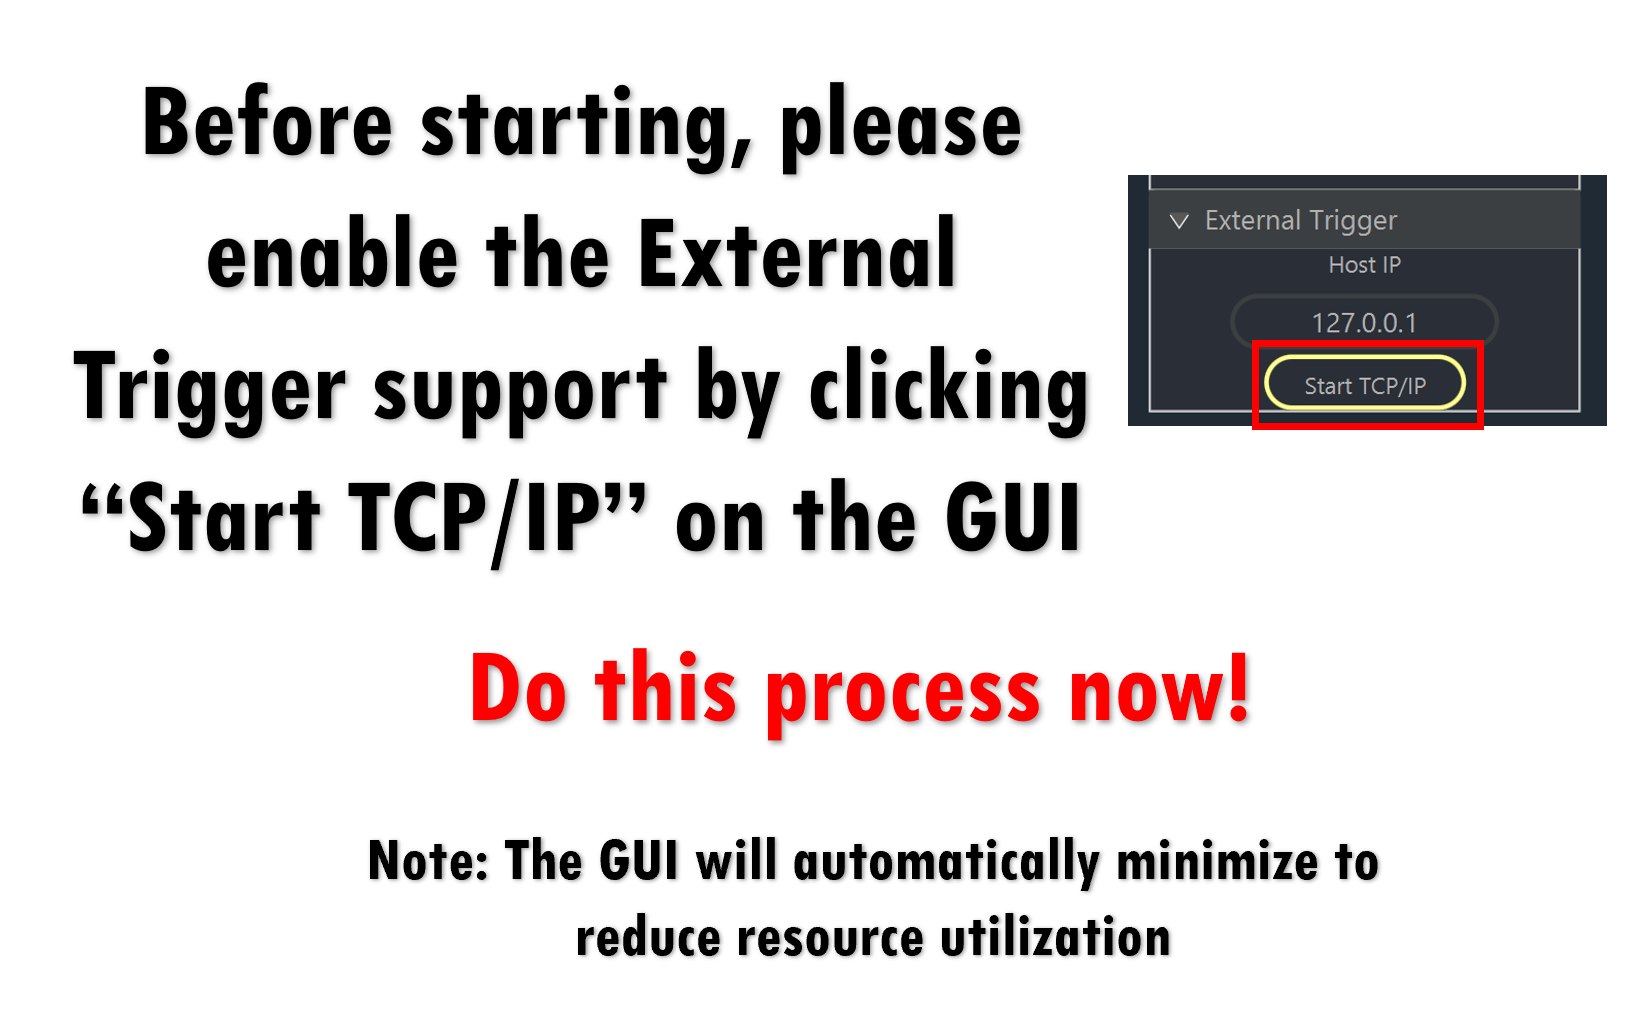 Before starting, please
enable the External
Trigger support by clicking
“Start TCP/IP” on the GUI
External Trigger
Host IP
127.0.0.1
Start TCP/IP
Do this process now!
Note: The GUI will automatically minimize to
reduce resource utilization